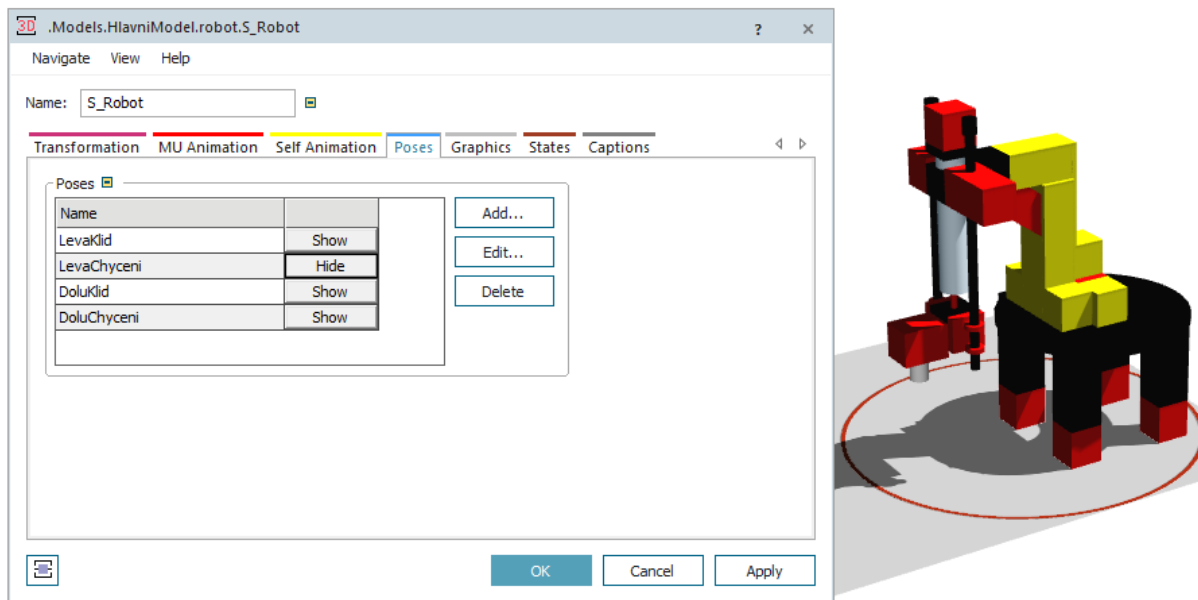 3D .Models.HlavniModel.robot.S_Robot ?
Navigate View Help
Name: S_Robot
Transformation MU Animation Self Animation Poses Graphics States Captions
Poses
Name
LevaKlid Show
LevaChyceni Hide
DoluKlid Show
DoluChyceni Show
Add...
Edit...
Delete
OK Cancel Apply